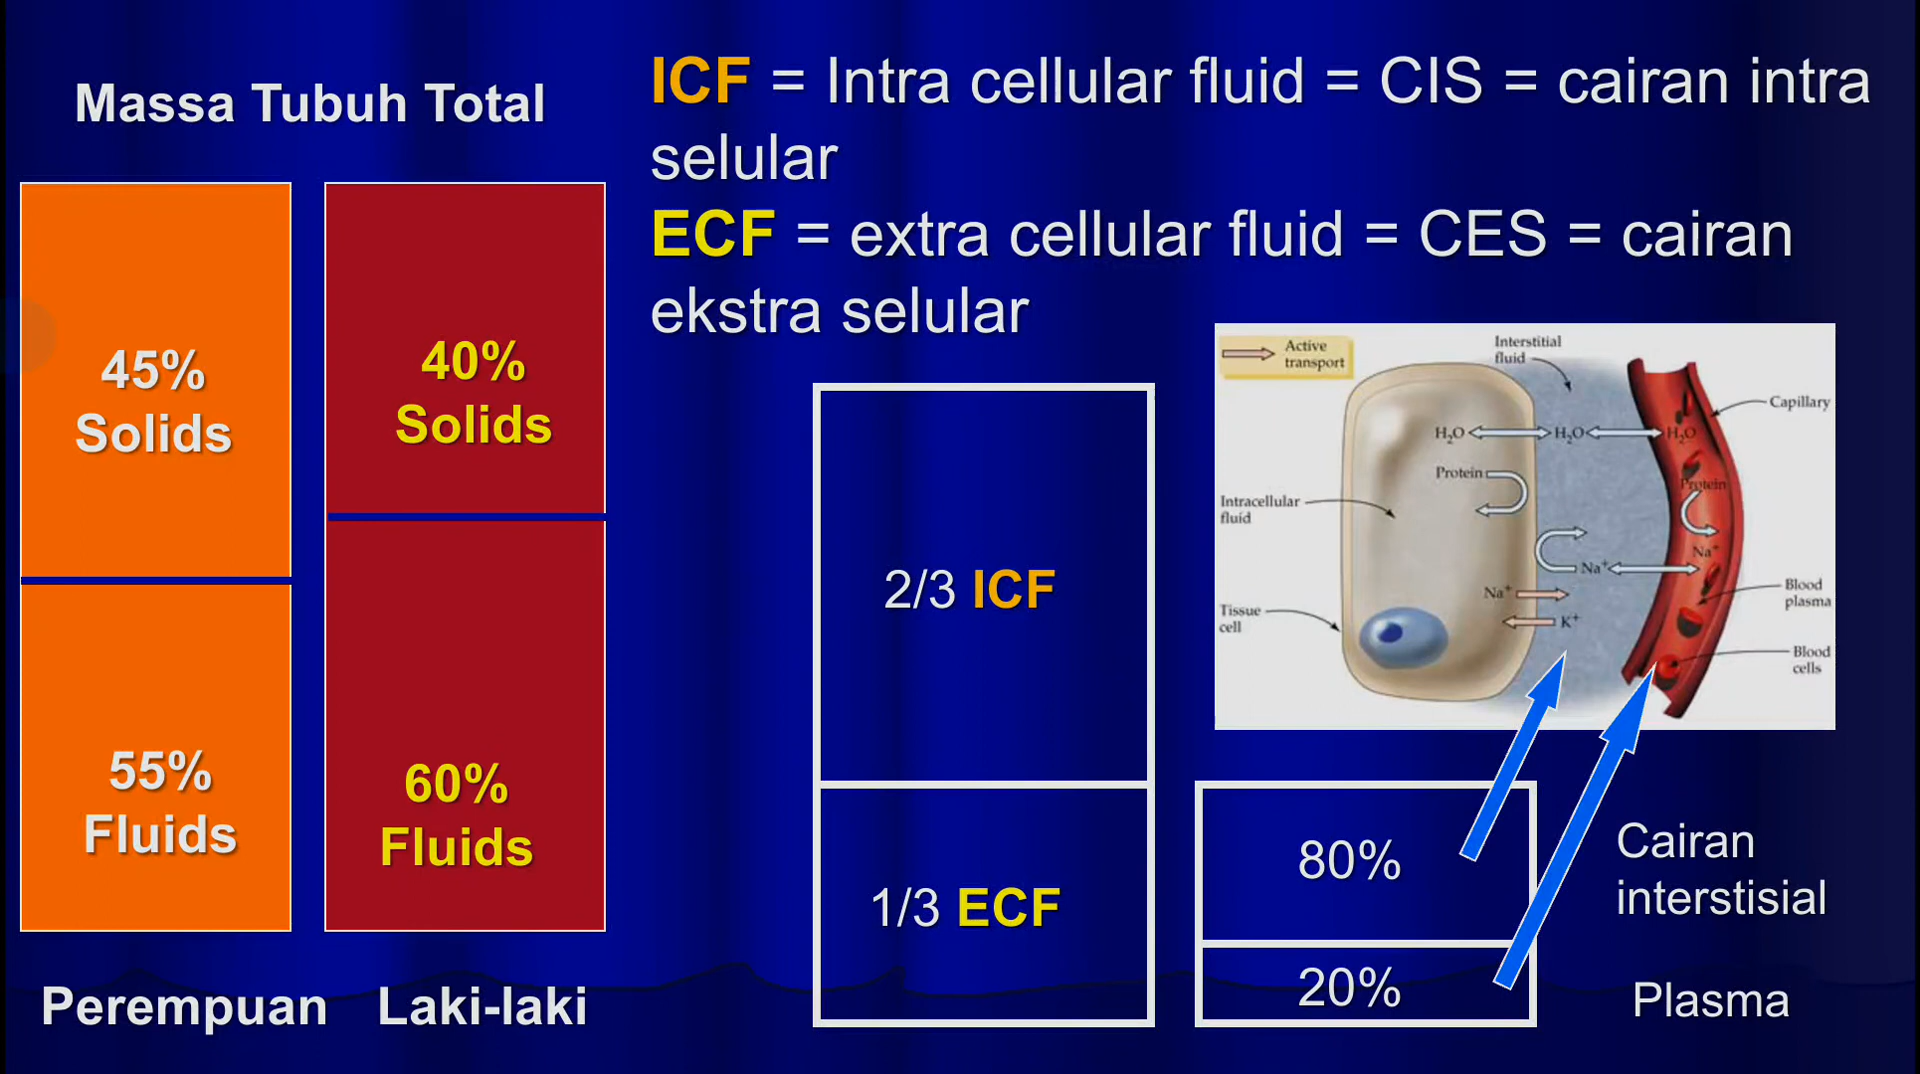 Massa Tubuh Total
45%
Solids
55%
Fluids
Perempuan
40%
Solids
60%
Fluids
Laki-laki
ICF = Intra cellular fluid = CIS = cairan intra
selular
ECF = extra cellular fluid = CES = cairan
ekstra selular
2/3 ICF
1/3 ECF
Active
transport
Interstitial
fluid
Capillary
H₂O
H₂O
H₂O
Protein
Protein
Intracellular
fluid
Na⁺
Na⁺
Na⁺
K⁺
Tissue
cell
Blood
plasma
Blood
cells
80%
Cairan
interstisial
20%
Plasma